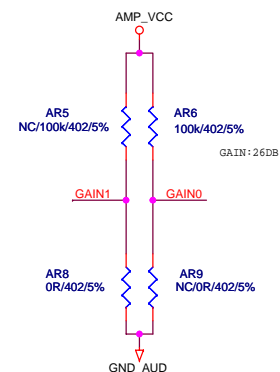 AMP_VCC
AR5
NC/100k/402/5%
AR6
100k/402/5%
GAIN:26DB
GAIN1
GAIN0
AR8
0R/402/5%
AR9
NC/0R/402/5%
GND_AUD